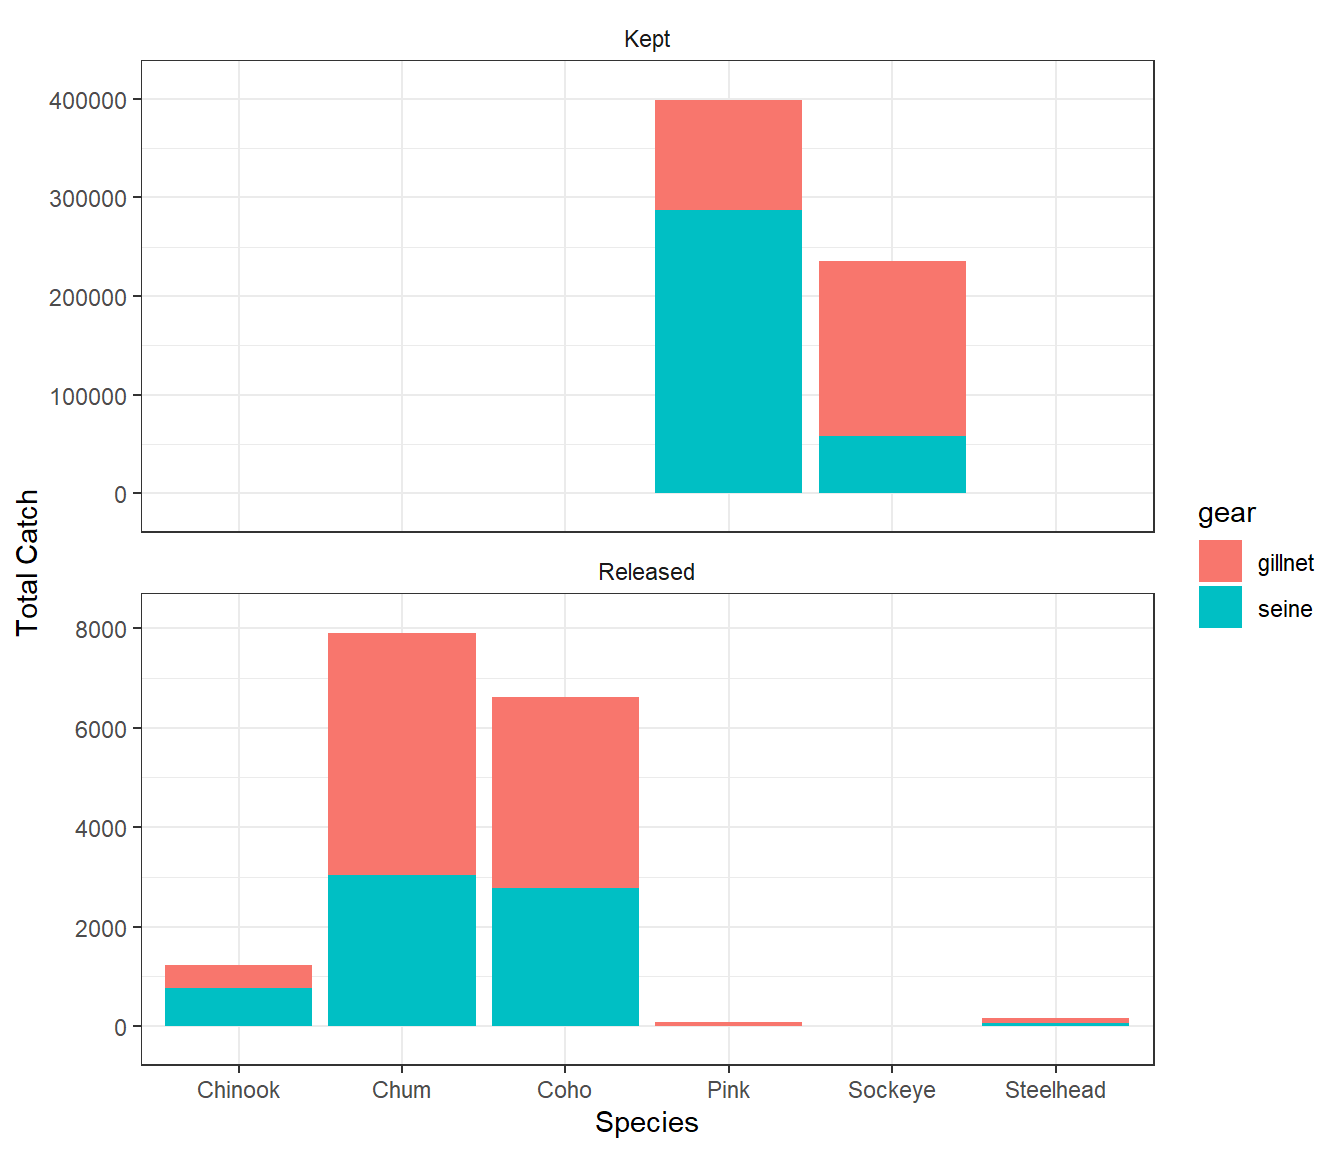 Kept
400000
300000
200000
100000
0
Total Catch
Released
8000
6000
4000
2000
0
Chinook Chum Coho Pink Sockeye Steelhead
Species
gear
gillnet
seine